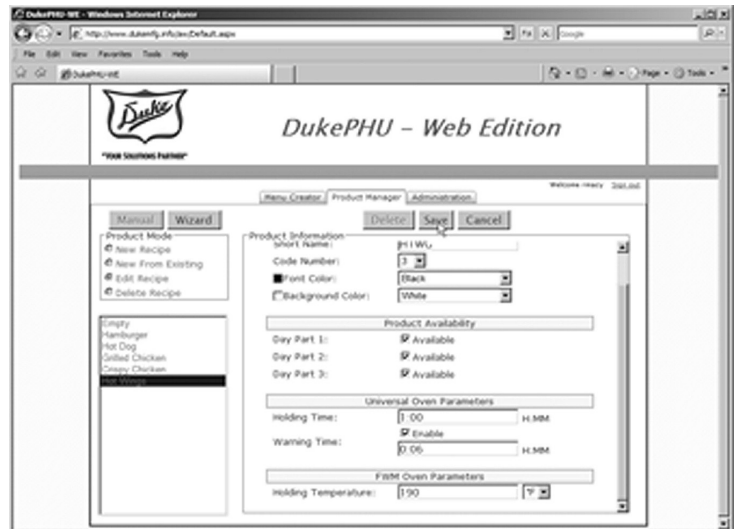 DukePHU-WE - Windows Internet Explorer
http://www.dukemfg.info/aw/Default.aspx
Google
File Edit View Favorites Tools Help
DukePHU-WE
Page Tools
Duke
"YOUR SOLUTIONS PARTNER"
DukePHU - Web Edition
Welcome Sign out
Menu Creator Product Manager Administration
Manual Wizard Delete Save Cancel
Product Mode
New Recipe
New From Existing
Edit Recipe
Delete Recipe
Empty
Hamburger
Hot Dog
Grilled Chicken
Crispy Chicken
Hot Wings
Product Information
Short Name:
Code Number: 3
Font Color: Black
Background Color: White
Product Availability
Day Part 1: Available
Day Part 2: Available
Day Part 3: Available
Universal Oven Parameters
Holding Time: 1:00 H:MM
Enable
Warning Time: 0:06 H:MM
FWM Oven Parameters
Holding Temperature: 190 °F